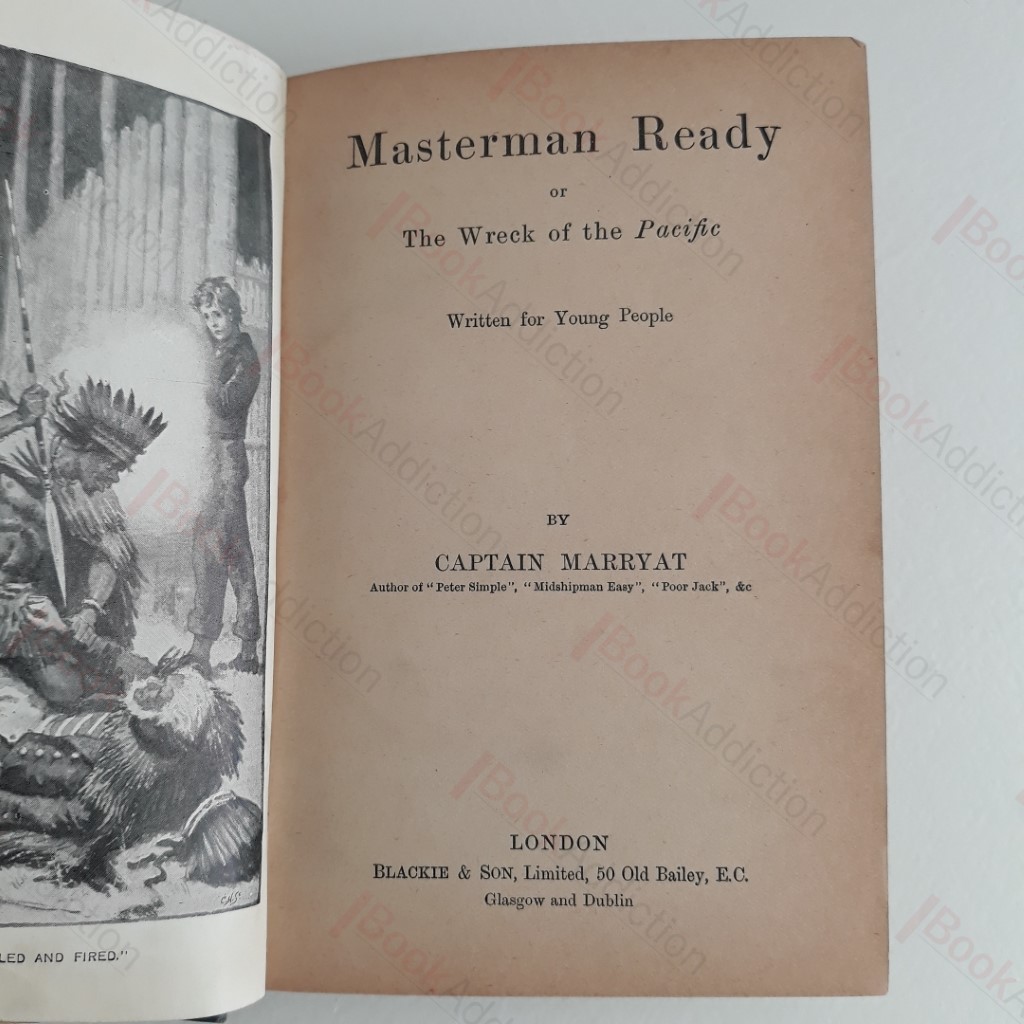 Masterman Ready
or
The Wreck of the Pacific
Written for Young People
BY
CAPTAIN MARRYAT
Author of "Peter Simple", "Midshipman Easy", "Poor Jack", &c
LONDON
BLACKIE & SON, Limited, 50 Old Bailey, E.C.
Glasgow and Dublin
LED AND FIRED."
BookAddiction